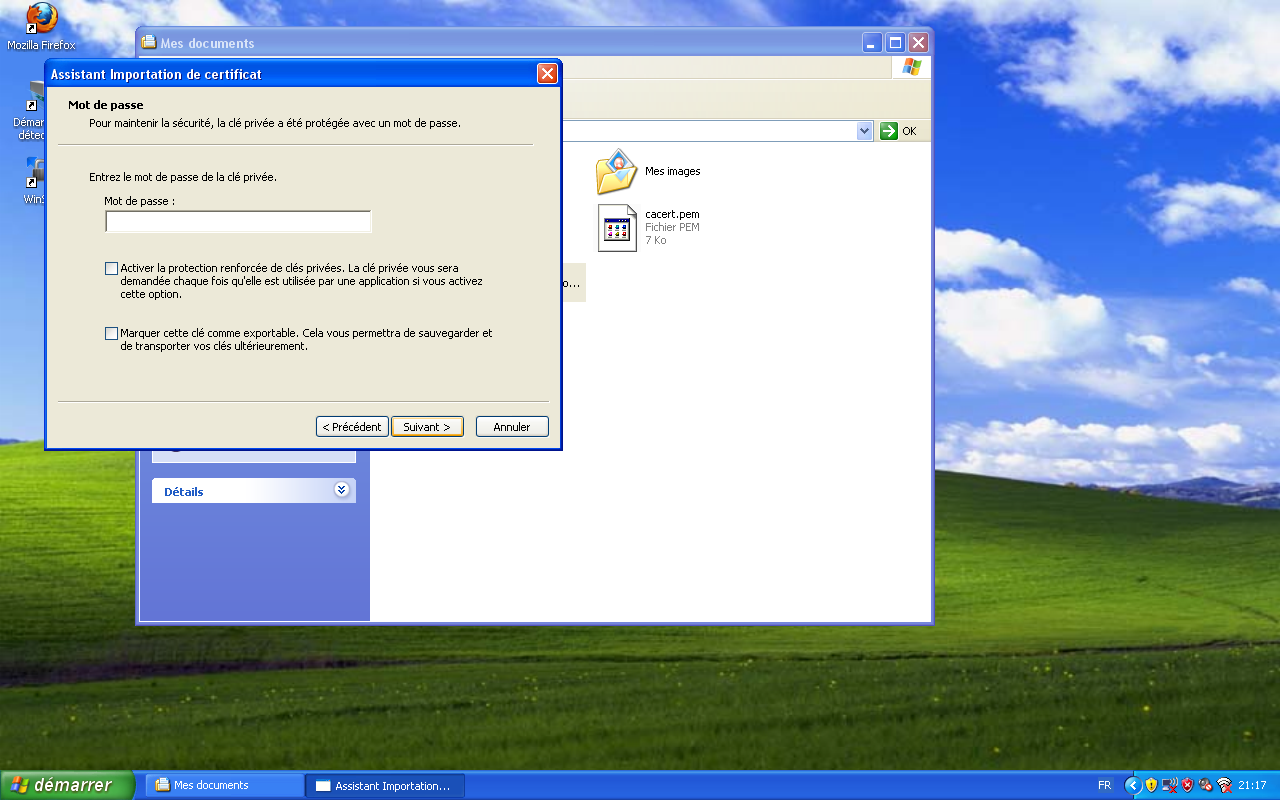 Mozilla Firefox
Mes documents
Assistant Importation de certificat
Mot de passe
Pour maintenir la sécurité, la clé privée a été protégée avec un mot de passe.
OK
Entrez le mot de passe de la clé privée.
Mot de passe :
Mes images
cacert.pem
Fichier PEM
7 Ko
Activer la protection renforcée de clés privées. La clé privée vous sera
demandée chaque fois qu'elle est utilisée par une application si vous activez
cette option.
Marquer cette clé comme exportable. Cela vous permettra de sauvegarder et
de transporter vos clés ultérieurement.
< Précédent
Suivant >
Annuler
Détails
démarrer
Mes documents
Assistant Importation...
FR
21:17